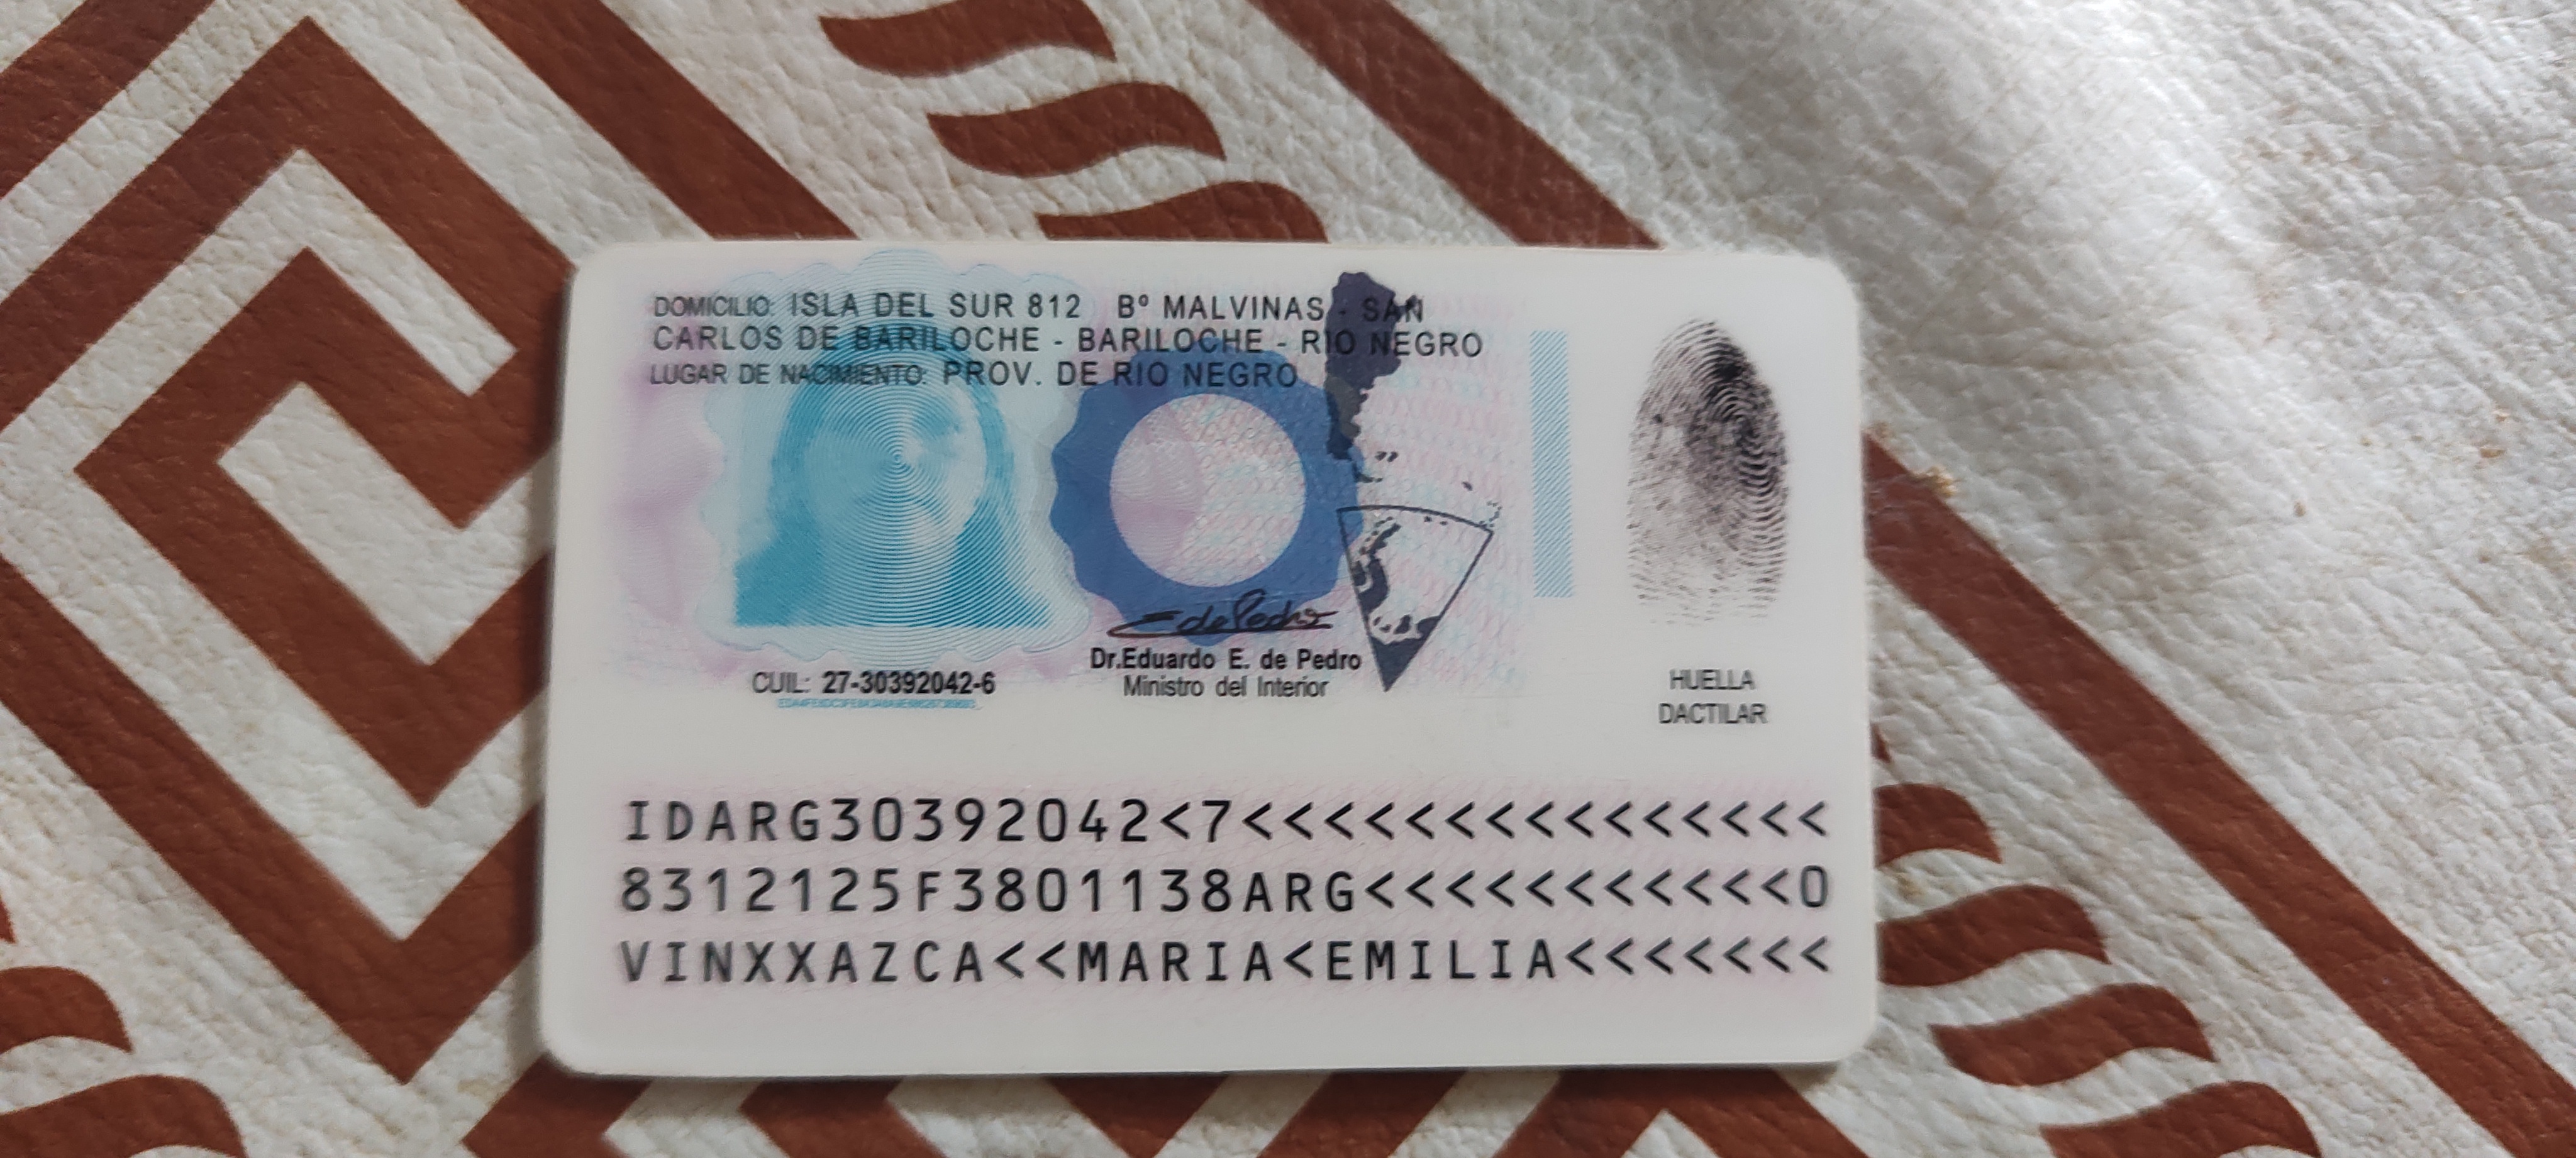 DOMICILIO: ISLA DEL SUR 812 Bº MALVINAS - SAN
CARLOS DE BARILOCHE - BARILOCHE - RIO NEGRO
LUGAR DE NACIMIENTO: PROV. DE RIO NEGRO
Dr.Eduardo E. de Pedro
Ministro del Interior
CUIL: 27-30392042-6
HUELLA
DACTILAR
IDARG30392042<7<<<<<<<<<<<<<<<
8312125F3801138ARG<<<<<<<<<<<0
VINXXAZCA<<MARIA<EMILIA<<<<<<<